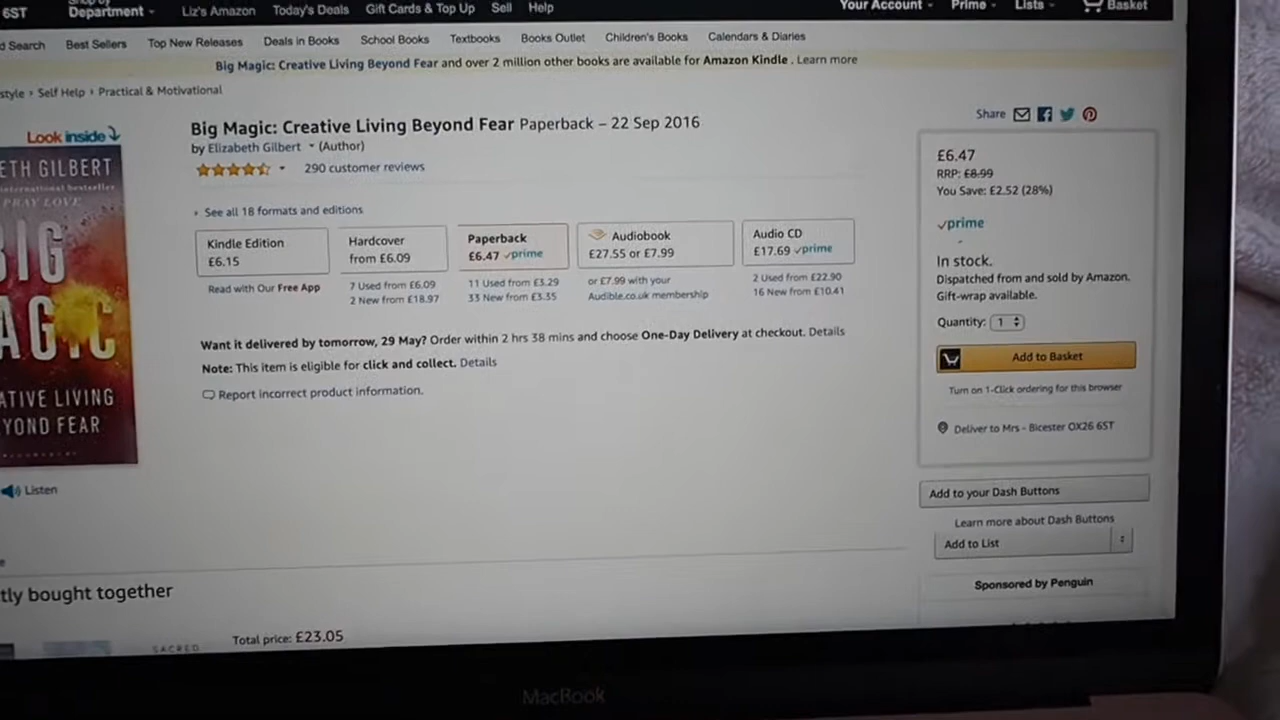 6ST
Department
Liz's Amazon
Today's Deals
Gift Cards & Top Up
Sell
Help
Your Account
Prime
Lists
Basket
d Search
Best Sellers
Top New Releases
Deals in Books
School Books
Textbooks
Books Outlet
Children's Books
Calendars & Diaries
Big Magic: Creative Living Beyond Fear and over 2 million other books are available for Amazon Kindle . Learn more
style › Self Help › Practical & Motivational
Look inside
ETH GILBERT
international bestseller
PRAY LOVE
BIG
AGIC
ATIVE LIVING
YOND FEAR
Listen
Big Magic: Creative Living Beyond Fear Paperback – 22 Sep 2016
by Elizabeth Gilbert (Author)
290 customer reviews
See all 18 formats and editions
Kindle Edition
£6.15
Read with Our Free App
Hardcover
from £6.09
7 Used from £6.09
2 New from £18.97
Paperback
£6.47 prime
11 Used from £3.29
33 New from £3.35
Audiobook
£27.55 or £7.99
or £7.99 with your
Audible.co.uk membership
Audio CD
£17.69 prime
2 Used from £22.90
16 New from £10.41
Want it delivered by tomorrow, 29 May? Order within 2 hrs 38 mins and choose One-Day Delivery at checkout. Details
Note: This item is eligible for click and collect. Details
Report incorrect product information.
Share
£6.47
RRP: £8.99
You Save: £2.52 (28%)
prime
In stock.
Dispatched from and sold by Amazon.
Gift-wrap available.
Quantity: 1
Add to Basket
Turn on 1-Click ordering for this browser
Deliver to Mrs - Bicester OX26 6ST
Add to your Dash Buttons
Learn more about Dash Buttons
Add to List
Sponsored by Penguin
tly bought together
SACRED
Total price: £23.05
MacBook